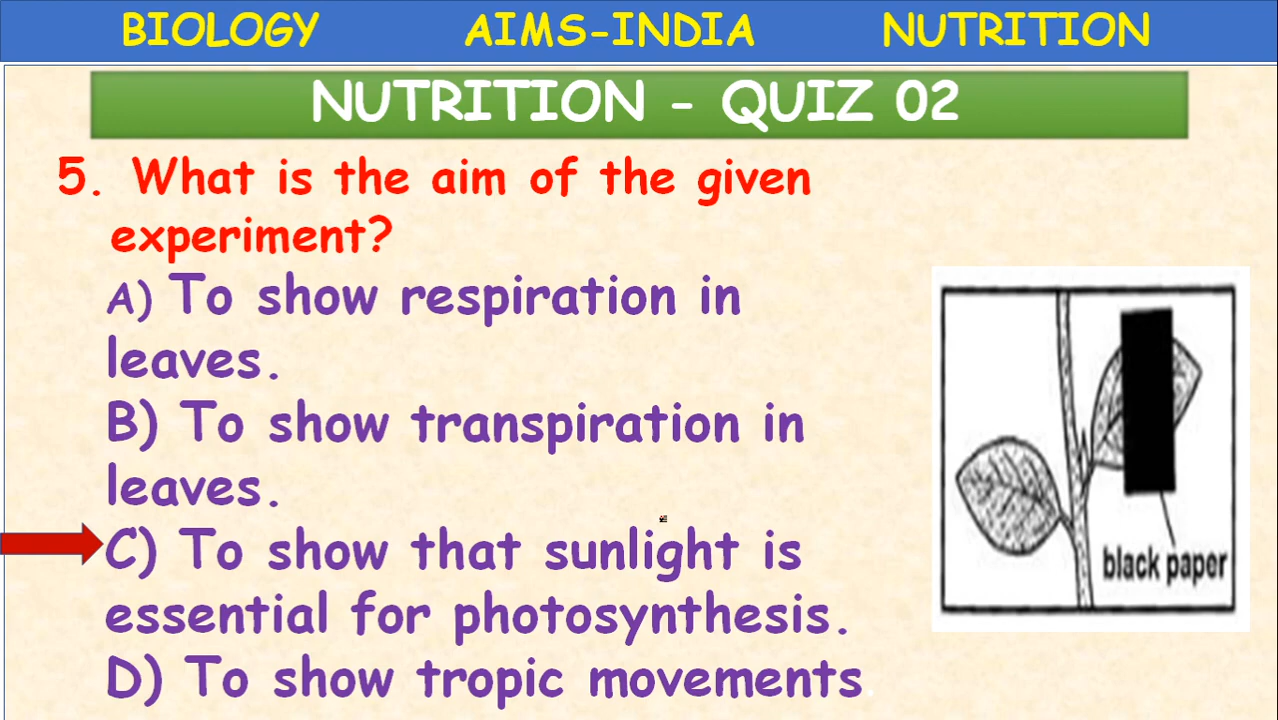 BIOLOGY AIMS-INDIA NUTRITION
NUTRITION - QUIZ 02
5. What is the aim of the given
experiment?
A) To show respiration in
leaves.
B) To show transpiration in
leaves.
C) To show that sunlight is
essential for photosynthesis.
D) To show tropic movements.
black paper